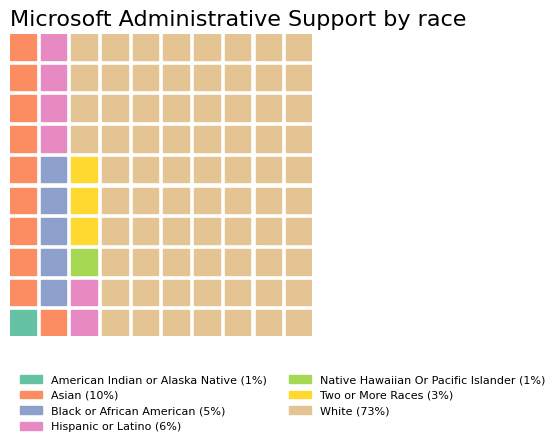 Microsoft Administrative Support by race
American Indian or Alaska Native (1%)
Asian (10%)
Black or African American (5%)
Hispanic or Latino (6%)
Native Hawaiian Or Pacific Islander (1%)
Two or More Races (3%)
White (73%)